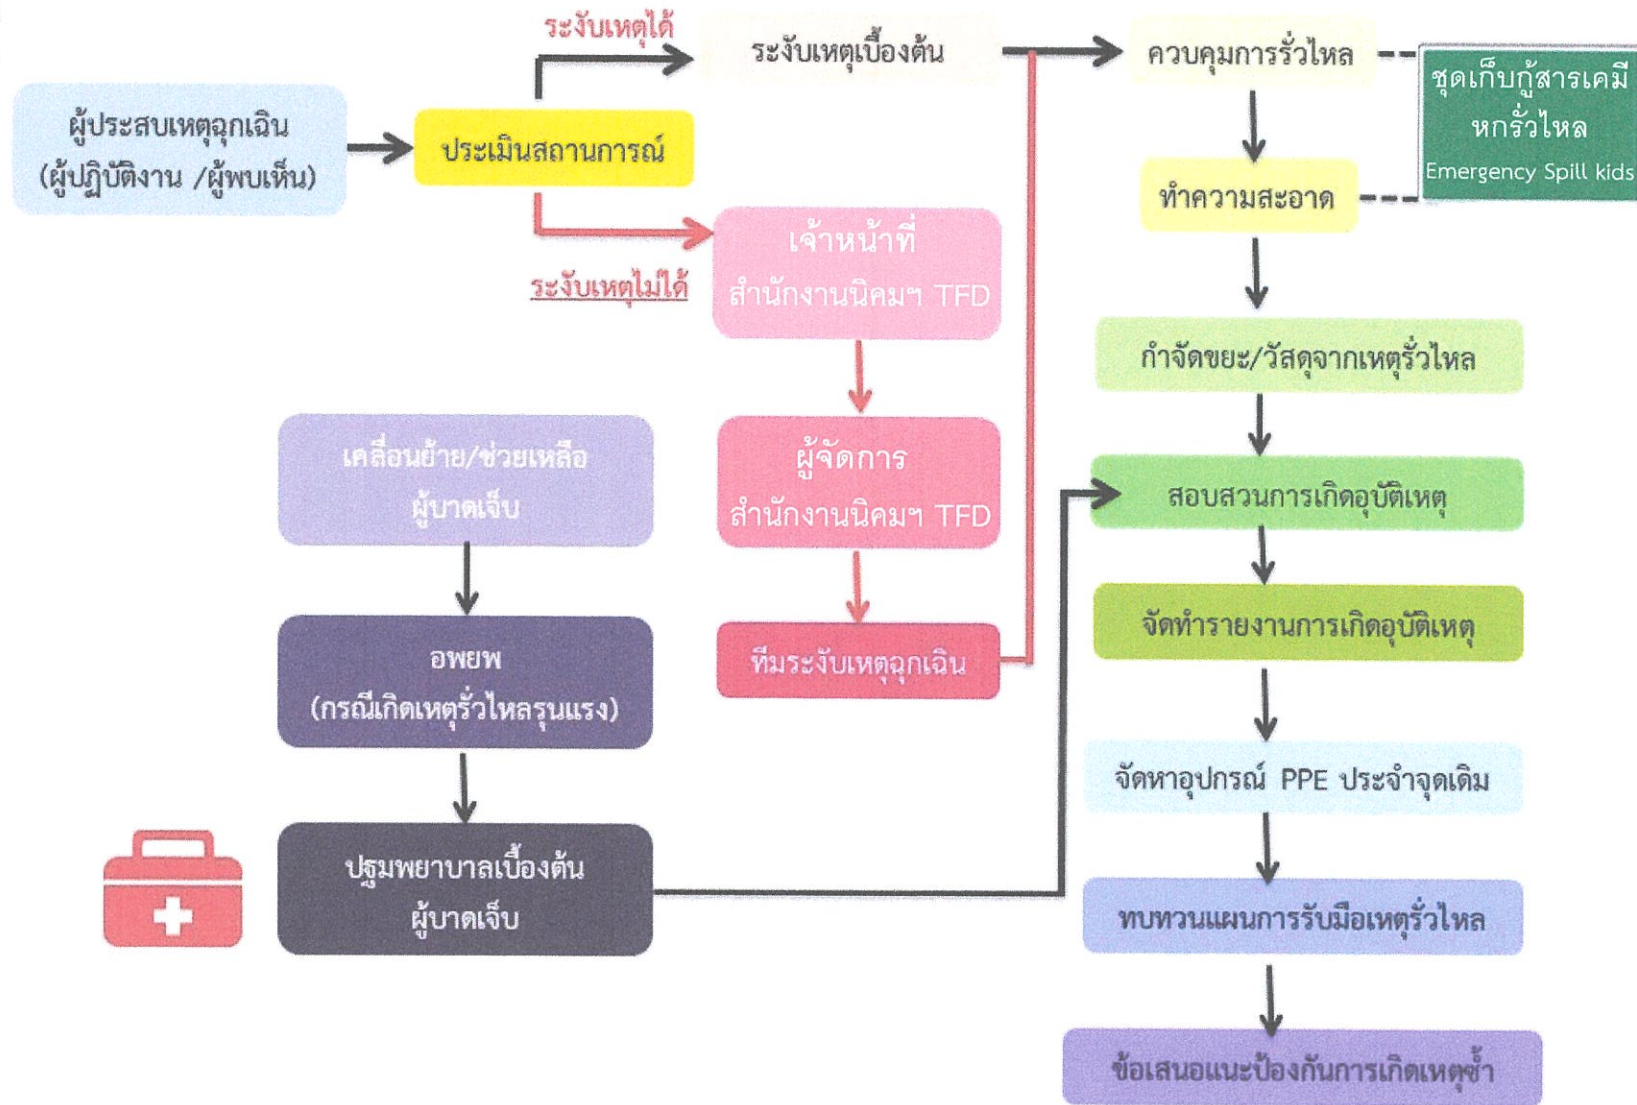 ระงับเหตุได้
ระงับเหตุเบื้องต้น
ควบคุมการรั่วไหล
ชุดเก็บกู้สารเคมี
หกรั่วไหล
Emergency Spill kids
ผู้ประสบเหตุฉุกเฉิน
(ผู้ปฏิบัติงาน /ผู้พบเห็น)
ประเมินสถานการณ์
ทำความสะอาด
ระงับเหตุไม่ได้
เจ้าหน้าที่
สำนักงานนิคมฯ TFD
กำจัดขยะ/วัสดุจากเหตุรั่วไหล
เคลื่อนย้าย/ช่วยเหลือ
ผู้บาดเจ็บ
ผู้จัดการ
สำนักงานนิคมฯ TFD
สอบสวนการเกิดอุบัติเหตุ
อพยพ
(กรณีเกิดเหตุรั่วไหลรุนแรง)
ทีมระงับเหตุฉุกเฉิน
จัดทำรายงานการเกิดอุบัติเหตุ
จัดหาอุปกรณ์ PPE ประจำจุดเดิม
ปฐมพยาบาลเบื้องต้น
ผู้บาดเจ็บ
ทบทวนแผนการรับมือเหตุรั่วไหล
ข้อเสนอแนะป้องกันการเกิดเหตุซ้ำ